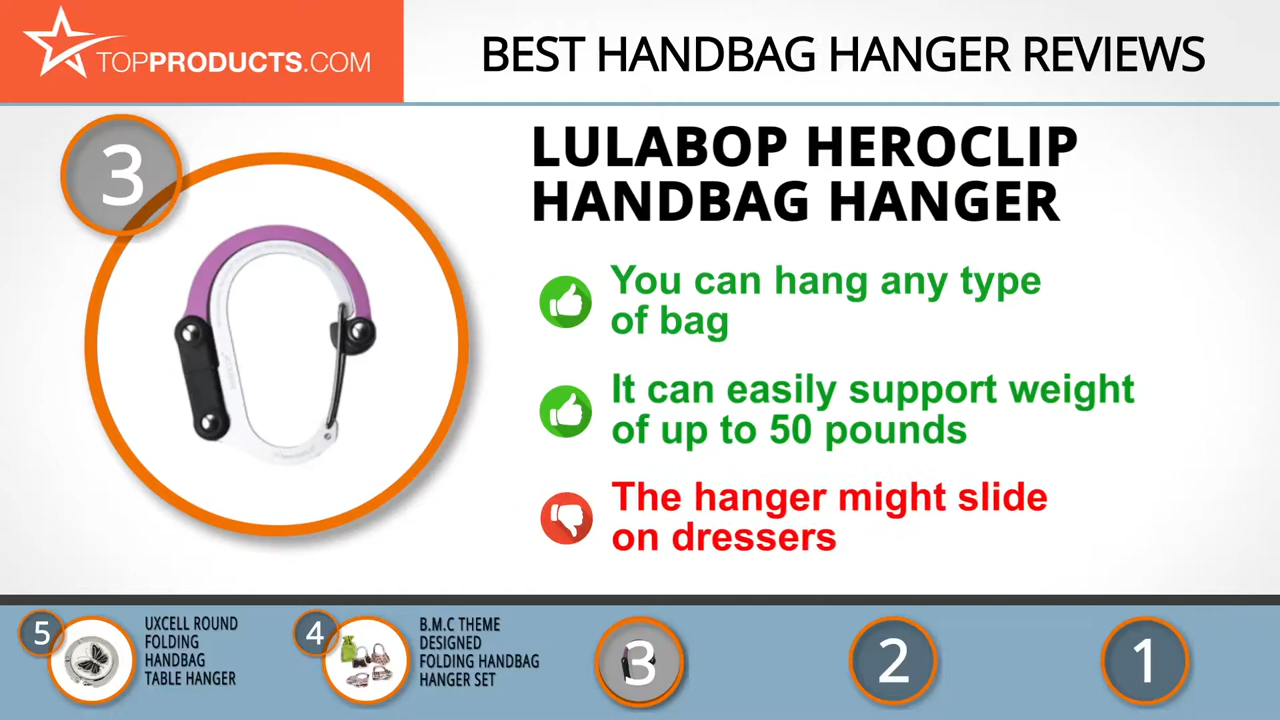 TOPPRODUCTS.COM
BEST HANDBAG HANGER REVIEWS
3
LULABOP HEROCLIP
HANDBAG HANGER
You can hang any type
of bag
It can easily support weight
of up to 50 pounds
The hanger might slide
on dressers
5
UXCELL ROUND
FOLDING
HANDBAG
TABLE HANGER
4
B.M.C THEME
DESIGNED
FOLDING HANDBAG
HANGER SET
3
2
1